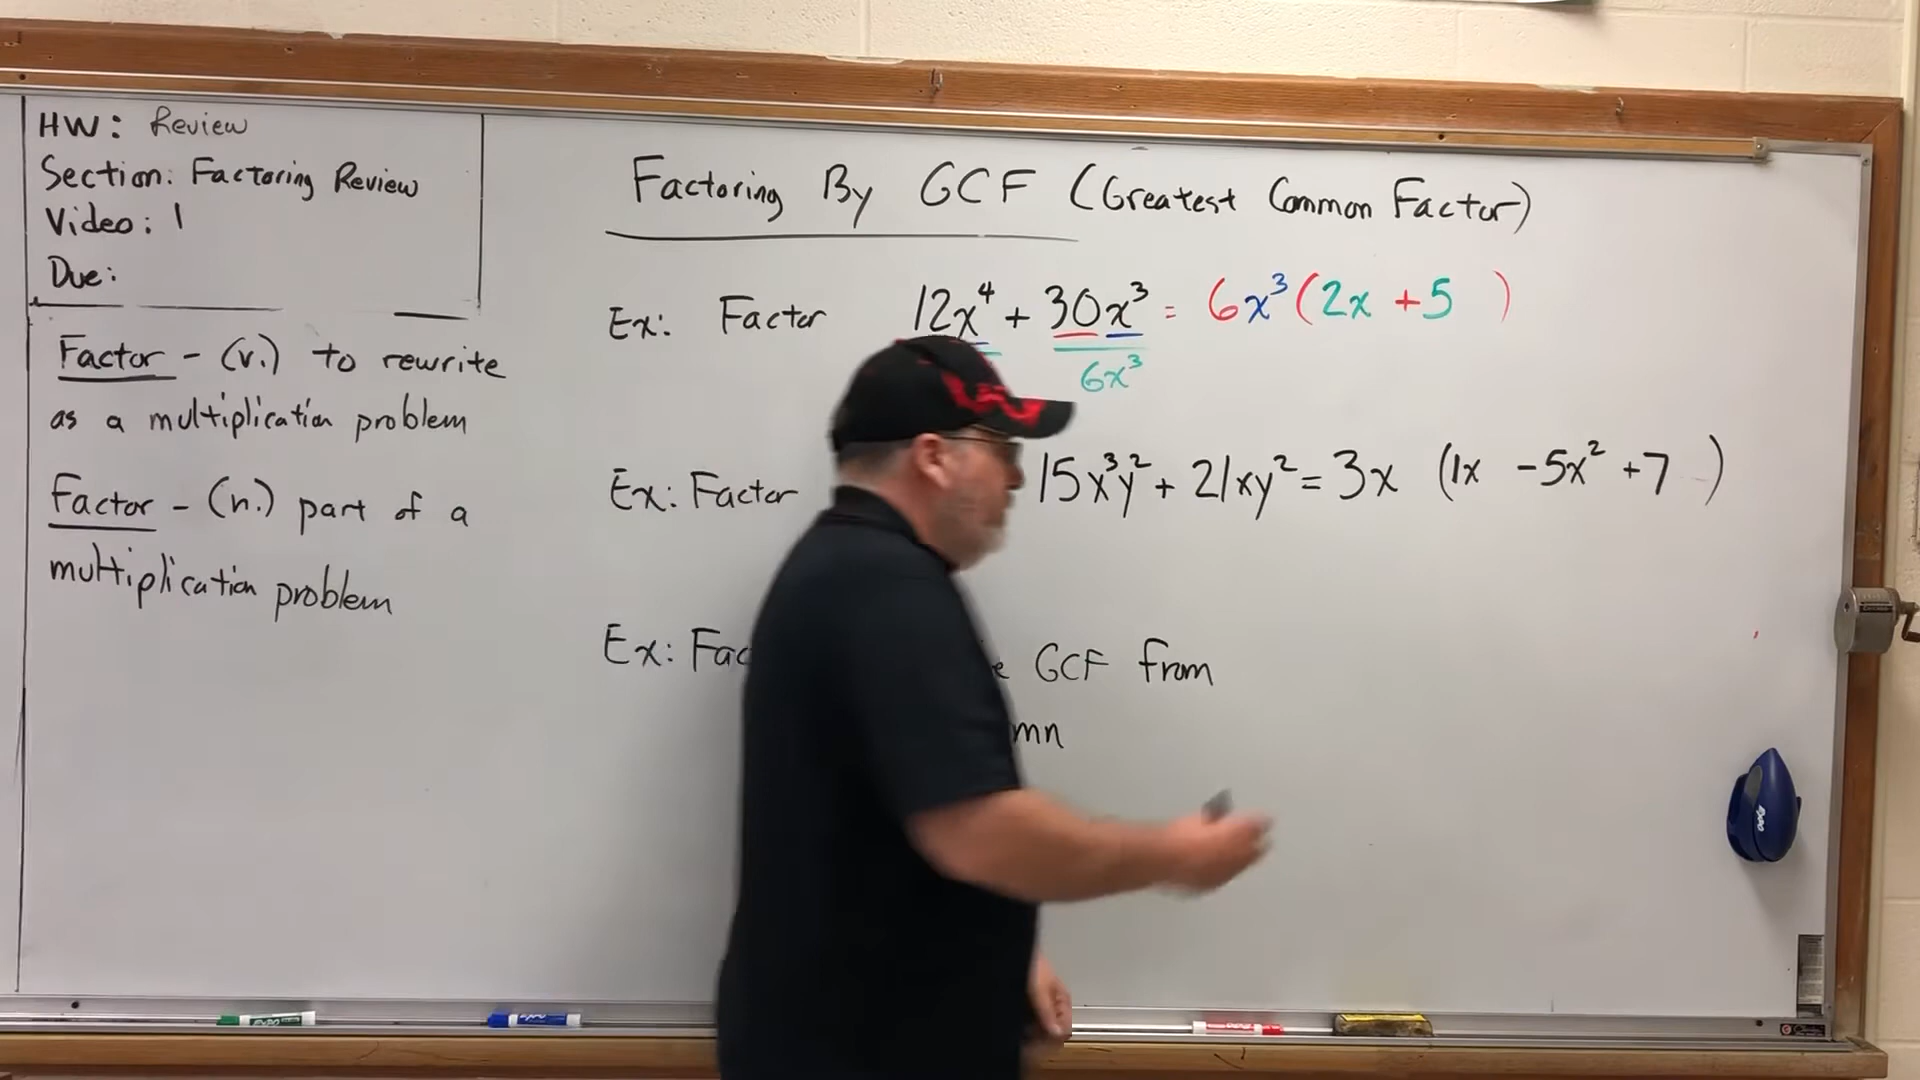 HW: Review
Section: Factoring Review
Video: 1
Due:
Factor - (v.) to rewrite
as a multiplication problem
Factor - (n.) part of a
multiplication problem
Factoring By GCF (Greatest Common Factor)
Ex: Factor 12x⁴ + 30x³ = 6x³(2x +5 )
6x³
Ex: Factor 15x³y² + 21xy² = 3x (1x -5x² +7 )
Ex: GCF from
mn
EXPO